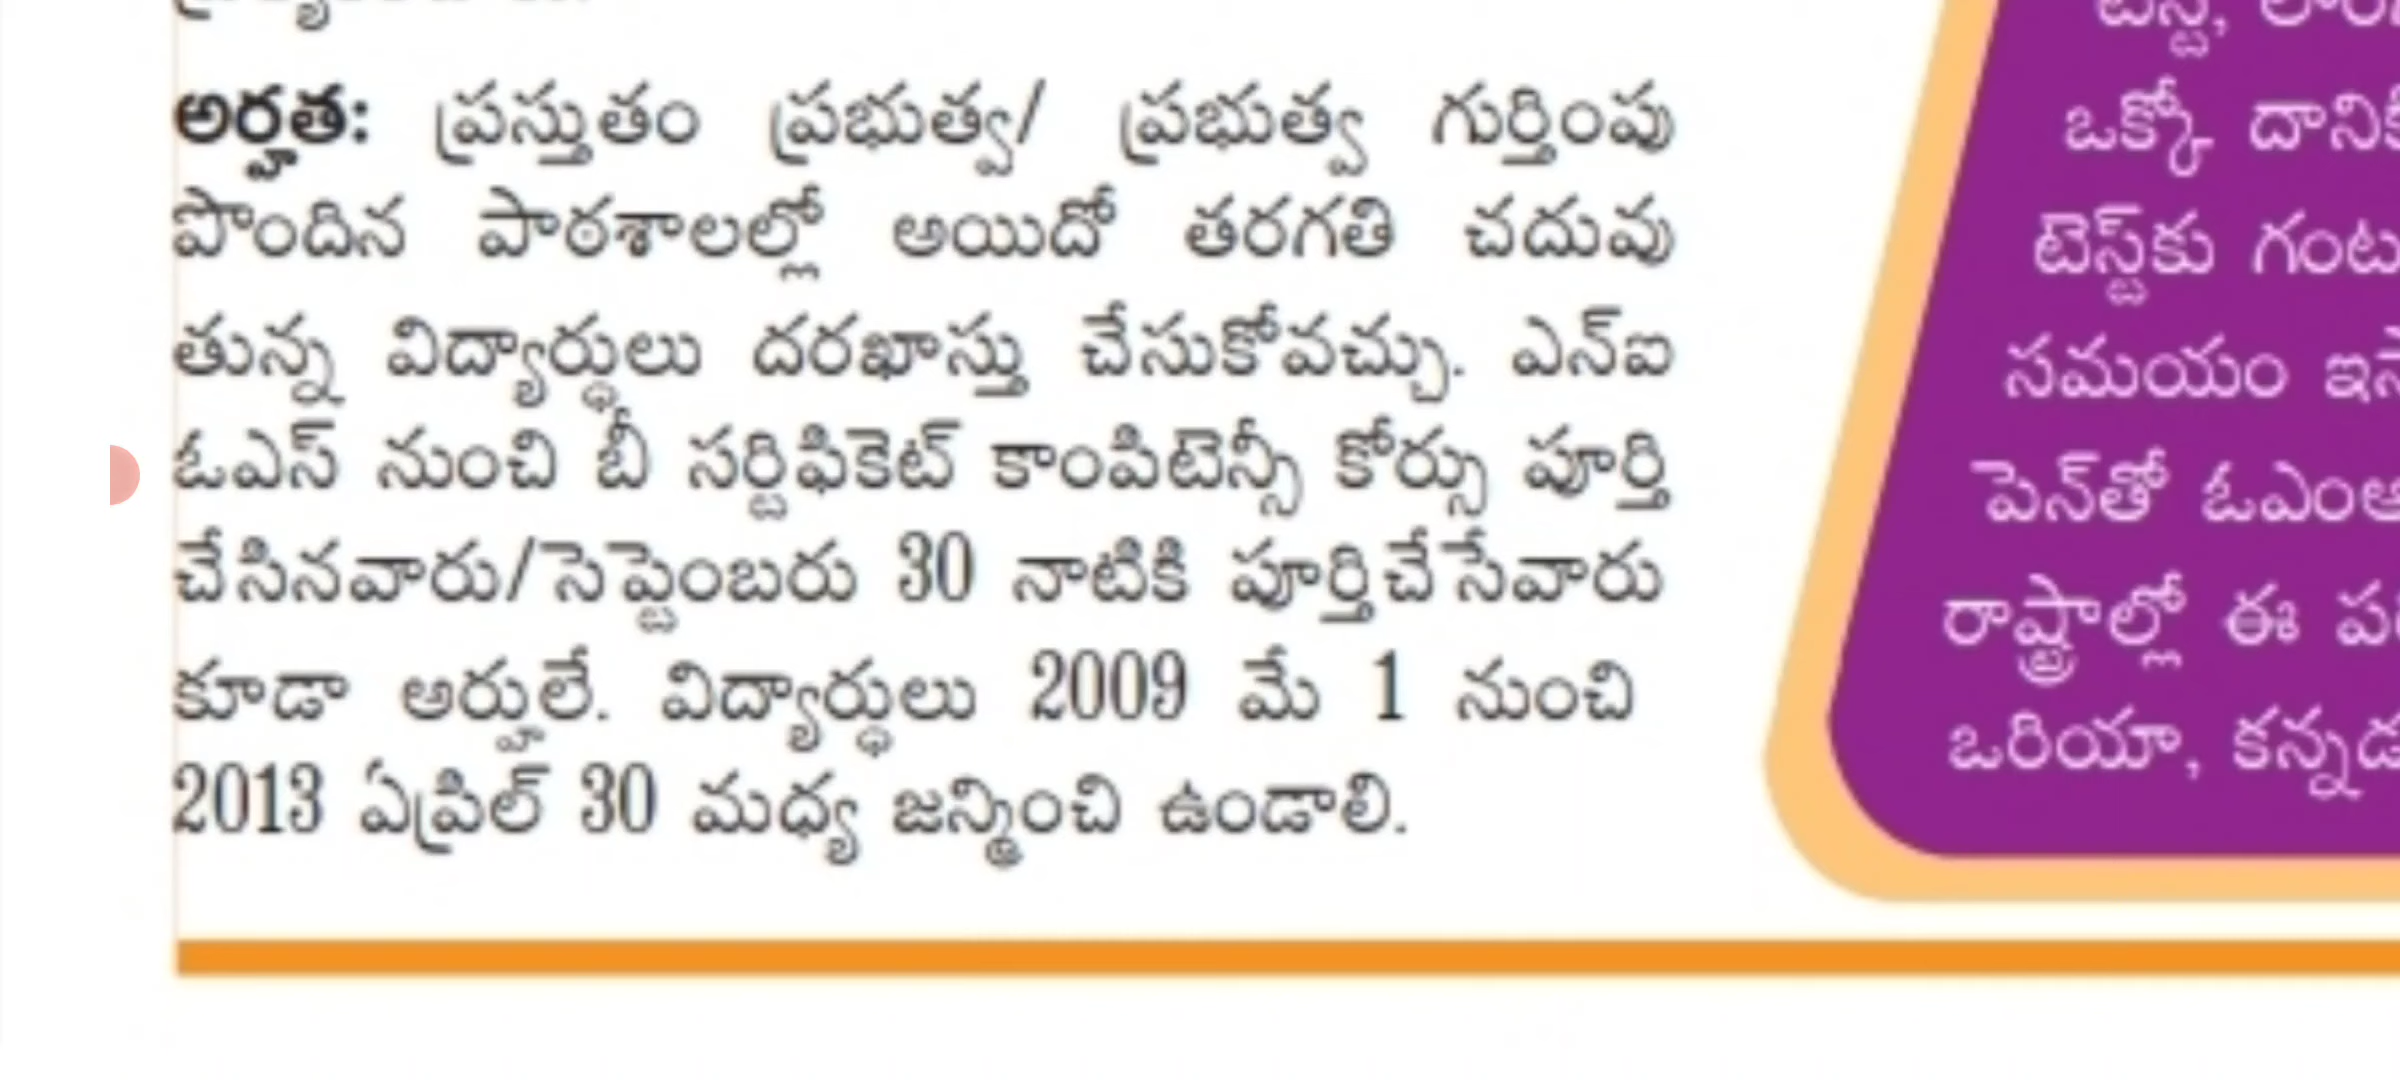 అర్హత: ప్రస్తుతం ప్రభుత్వ/ ప్రభుత్వ గుర్తింపు
పొందిన పాఠశాలల్లో అయిదో తరగతి చదువు
తున్న విద్యార్థులు దరఖాస్తు చేసుకోవచ్చు. ఎన్ఐ
ఓఎస్ నుంచి బీ సర్టిఫికెట్ కాంపిటెన్సీ కోర్సు పూర్తి
చేసినవారు/సెప్టెంబరు 30 నాటికి పూర్తిచేసేవారు
కూడా అర్హులే. విద్యార్థులు 2009 మే 1 నుంచి
2013 ఏప్రిల్ 30 మధ్య జన్మించి ఉండాలి.
టెస్ట్,
ఒక్కో
టెస్ట్‌కు గంట
సమయం
పెన్‌తో
రాష్ట్రాల్లో ఈ
ఒరియా, కన్నడ